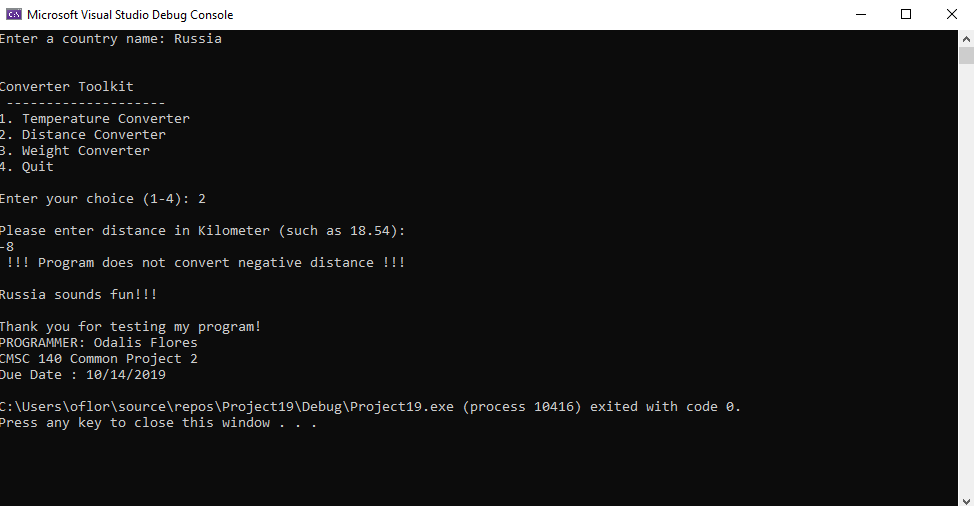 Microsoft Visual Studio Debug Console
Enter a country name: Russia
Converter Toolkit
---------------------
1. Temperature Converter
2. Distance Converter
3. Weight Converter
4. Quit
Enter your choice (1-4): 2
Please enter distance in Kilometer (such as 18.54):
-8
!!! Program does not convert negative distance !!!
Russia sounds fun!!!
Thank you for testing my program!
PROGRAMMER: Odalis Flores
CMSC 140 Common Project 2
Due Date : 10/14/2019
C:\Users\oflor\source\repos\Project19\Debug\Project19.exe (process 10416) exited with code 0.
Press any key to close this window . . .